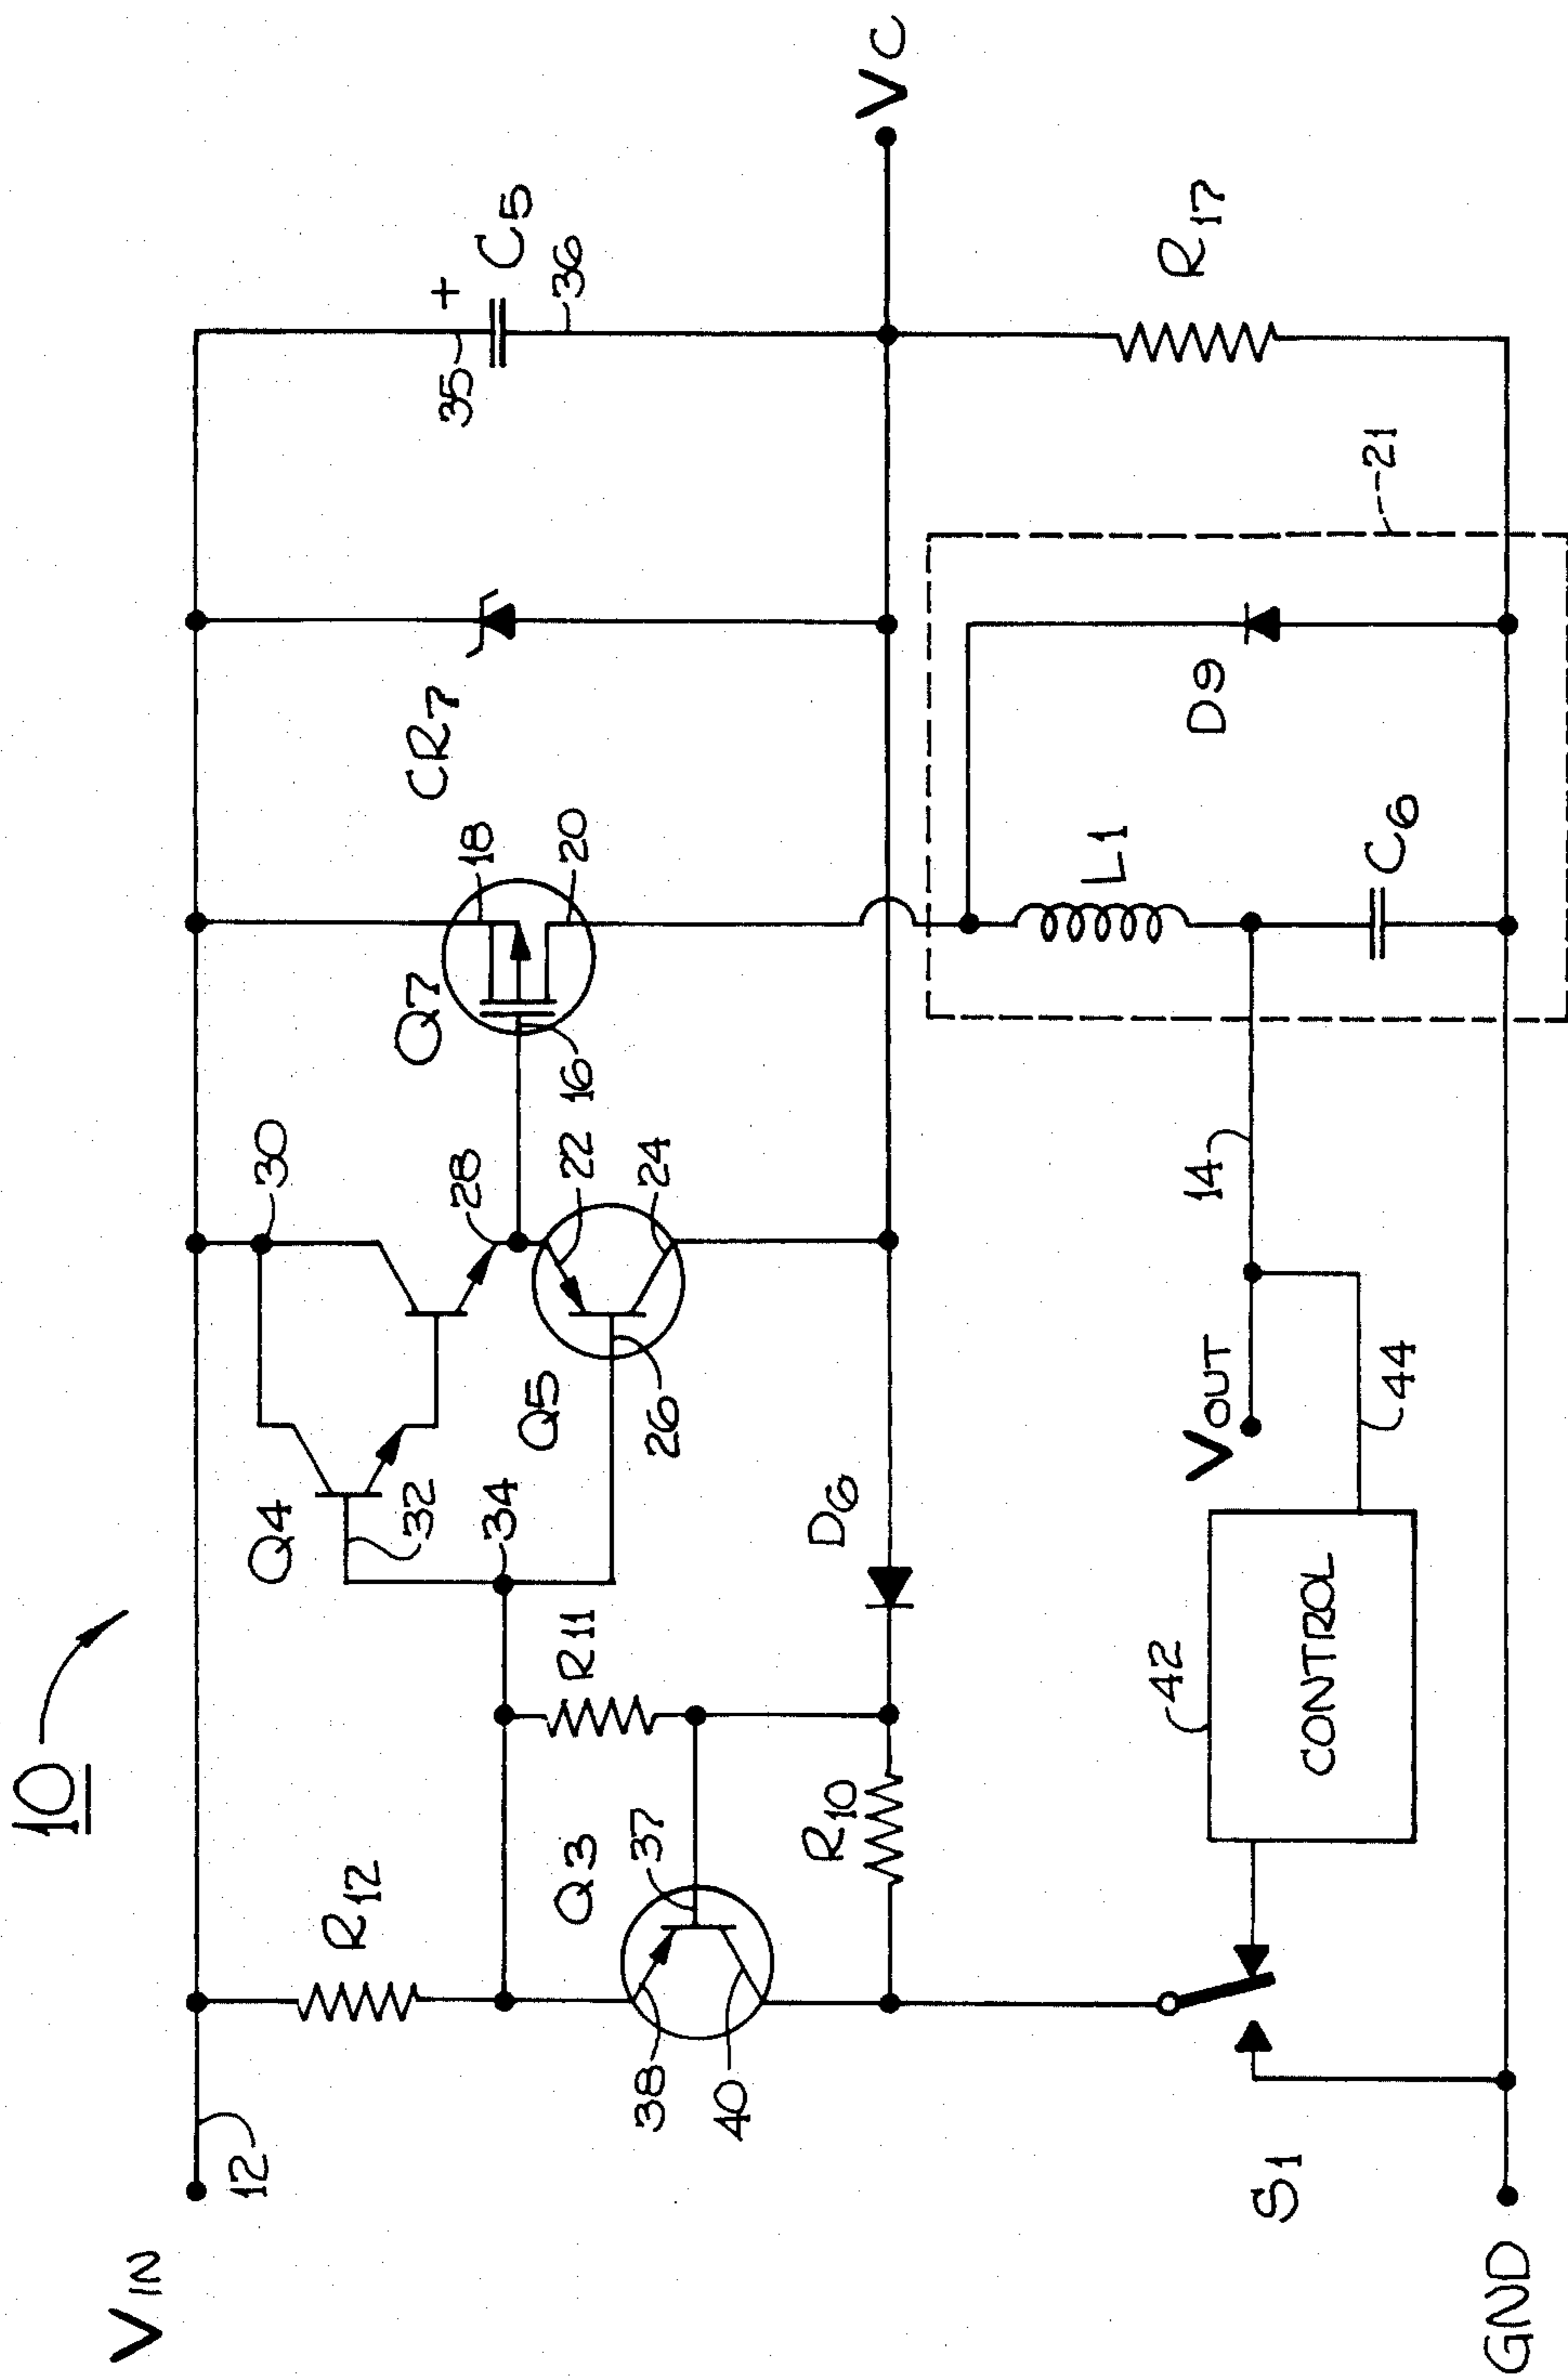 10
VIN
12
R12
Q4
32
30
28
34
Q5
22
24
26
R11
Q3
38
37
40
R10
D6
Q7
16
18
20
CR7
35
+
C5
36
VC
R17
21
D9
L1
C6
14
VOUT
44
42
CONTROL
S1
GND